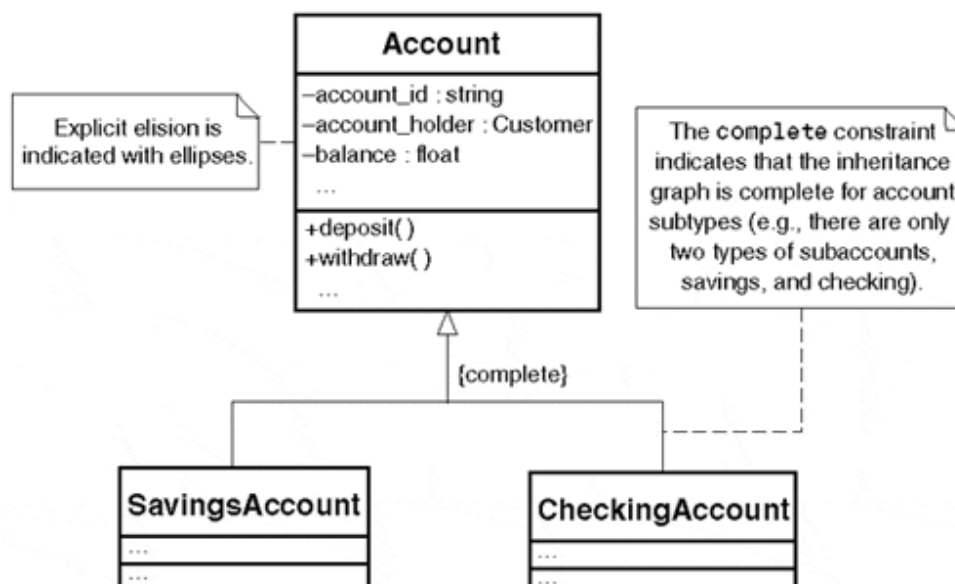 Account
–account_id : string
–account_holder : Customer
–balance : float
...
+deposit( )
+withdraw( )
...
Explicit elision is
indicated with ellipses.
The complete constraint
indicates that the inheritance
graph is complete for account
subtypes (e.g., there are only
two types of subaccounts,
savings, and checking).
{complete}
SavingsAccount
...
...
CheckingAccount
...
...